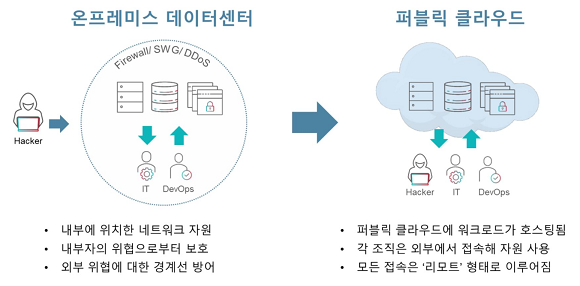 온프레미스 데이터센터
퍼블릭 클라우드
Firewall/ SWG/ DDoS
Hacker
IT
DevOps
Hacker
IT
DevOps
• 내부에 위치한 네트워크 자원
• 내부자의 위협으로부터 보호
• 외부 위협에 대한 경계선 방어
• 퍼블릭 클라우드에 워크로드가 호스팅됨
• 각 조직은 외부에서 접속해 자원 사용
• 모든 접속은 ‘리모트’ 형태로 이루어짐